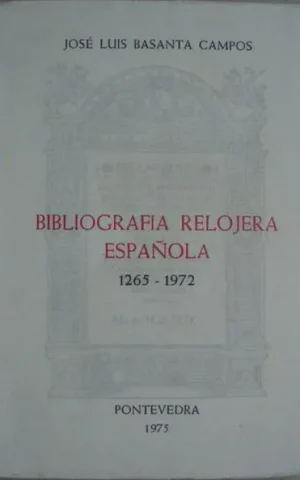 JOSÉ LUIS BASANTA CAMPOS
BIBLIOGRAFIA RELOJERA
ESPAÑOLA
1265 - 1972
PONTEVEDRA
1975